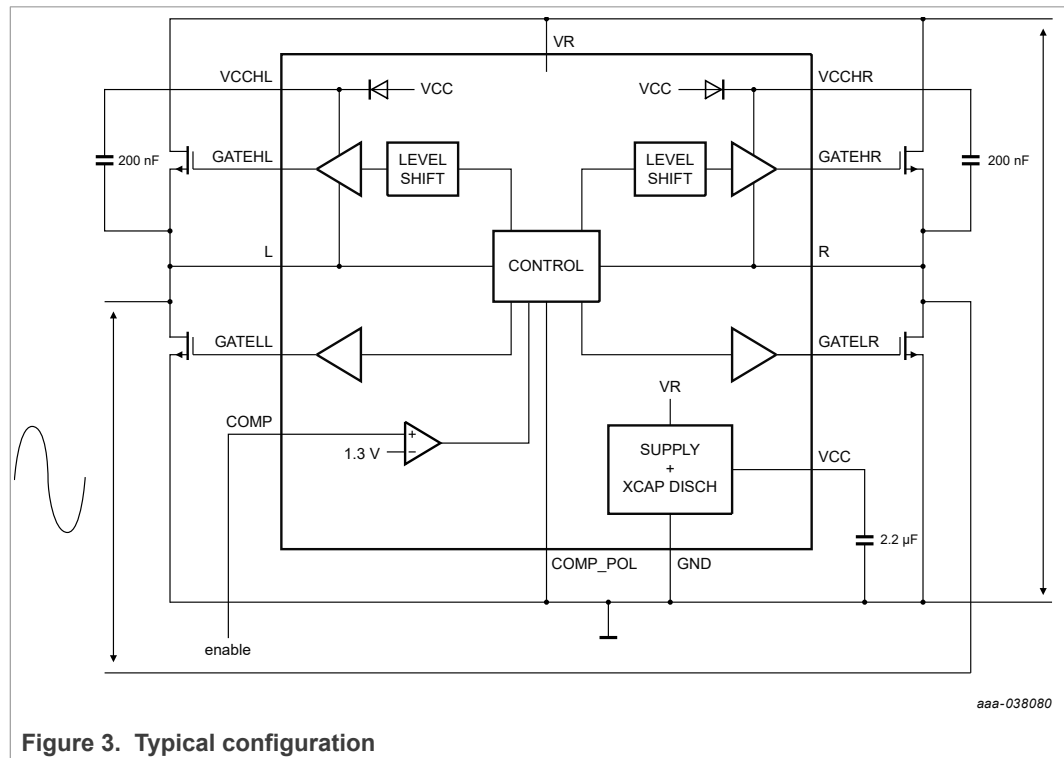 VR
VCCHL
VCC
VCC
VCCHR
200 nF
GATEHL
LEVEL
SHIFT
LEVEL
SHIFT
GATEHR
200 nF
L
CONTROL
R
GATELL
GATELR
VR
COMP
+
1.3 V
−
SUPPLY
+
XCAP DISCH
VCC
2.2 µF
COMP_POL
GND
enable
aaa-038080
Figure 3. Typical configuration